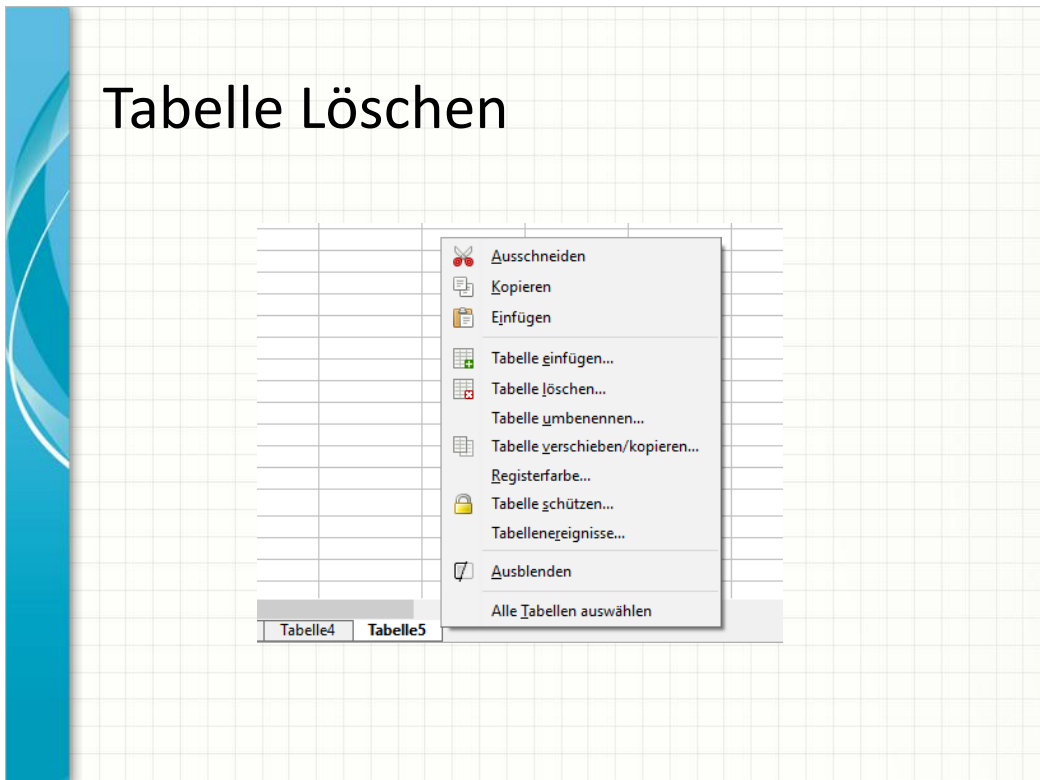 Tabelle Löschen
Ausschneiden
Kopieren
Einfügen
Tabelle einfügen...
Tabelle löschen...
Tabelle umbenennen...
Tabelle verschieben/kopieren...
Registerfarbe...
Tabelle schützen...
Tabellenereignisse...
Ausblenden
Alle Tabellen auswählen
Tabelle4 Tabelle5